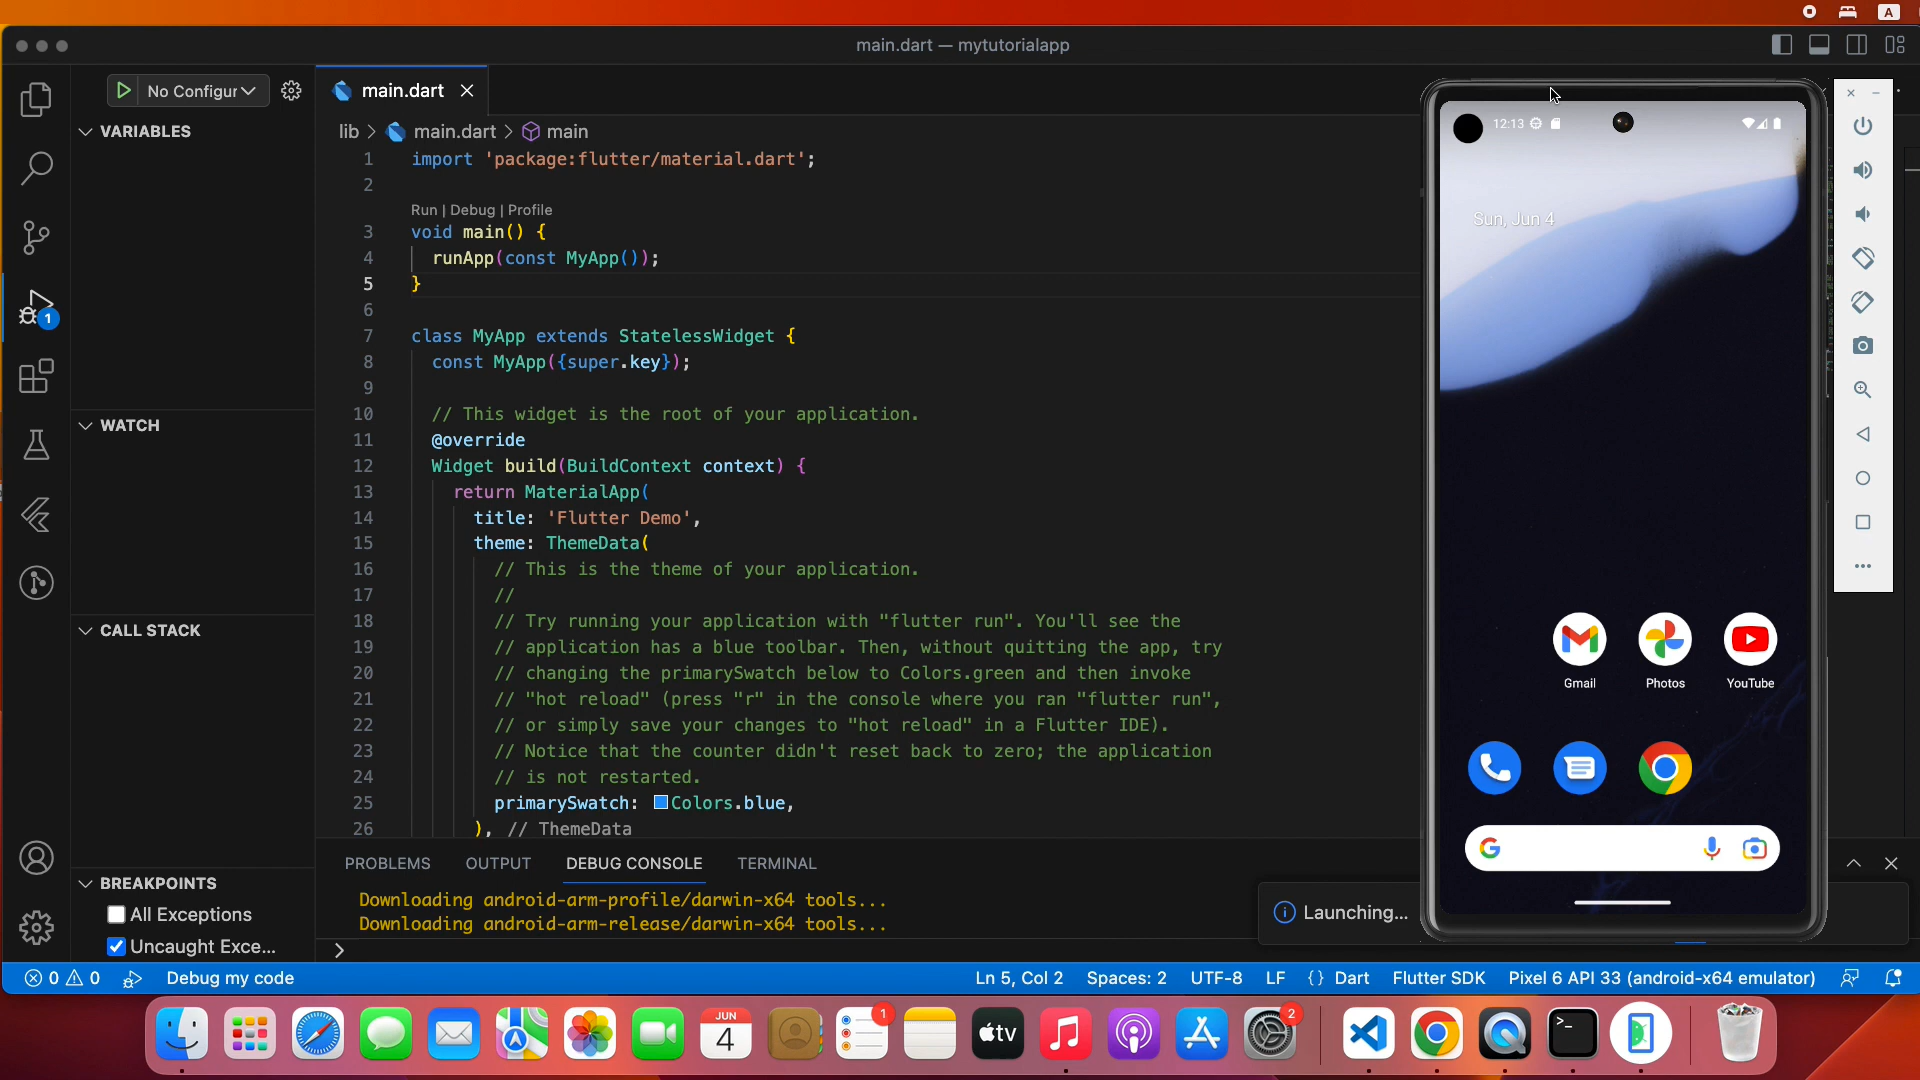 A
main.dart — mytutorialapp
No Configur
main.dart
VARIABLES
lib > main.dart > main
1 import 'package:flutter/material.dart';
2
Run | Debug | Profile
3 void main() {
4 runApp(const MyApp());
5 }
6
7 class MyApp extends StatelessWidget {
8 const MyApp({super.key});
9
10 // This widget is the root of your application.
11 @override
12 Widget build(BuildContext context) {
13 return MaterialApp(
14 title: 'Flutter Demo',
15 theme: ThemeData(
16 // This is the theme of your application.
17 //
18 // Try running your application with "flutter run". You'll see the
19 // application has a blue toolbar. Then, without quitting the app, try
20 // changing the primarySwatch below to Colors.green and then invoke
21 // "hot reload" (press "r" in the console where you ran "flutter run",
22 // or simply save your changes to "hot reload" in a Flutter IDE).
23 // Notice that the counter didn't reset back to zero; the application
24 // is not restarted.
25 primarySwatch: Colors.blue,
26 ), // ThemeData
1
WATCH
CALL STACK
BREAKPOINTS
All Exceptions
Uncaught Exce...
PROBLEMS OUTPUT DEBUG CONSOLE TERMINAL
Downloading android-arm-profile/darwin-x64 tools...
Downloading android-arm-release/darwin-x64 tools...
>
Launching...
12:13
Sun, Jun 4
Gmail Photos YouTube
0 0 Debug my code Ln 5, Col 2 Spaces: 2 UTF-8 LF {} Dart Flutter SDK Pixel 6 API 33 (android-x64 emulator)
JUN
4
1
tv
2
>_